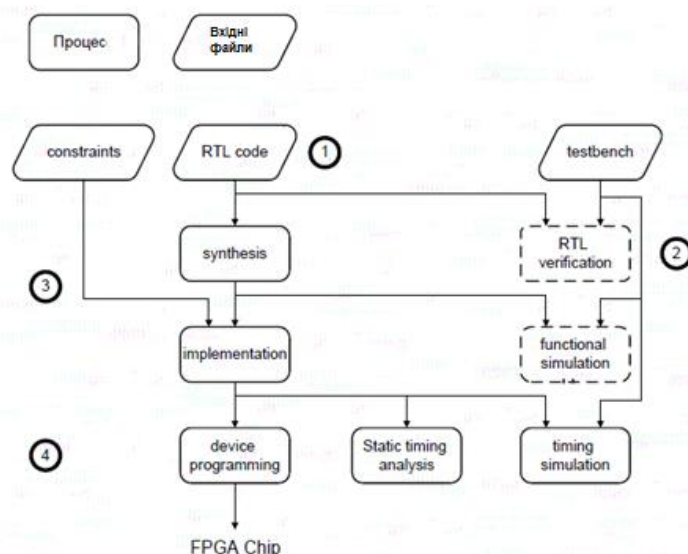 Процес
Вхідні
файли
constraints
RTL code
1
testbench
synthesis
RTL
verification
2
3
implementation
functional
simulation
4
device
programming
Static timing
analysis
timing
simulation
FPGA Chip